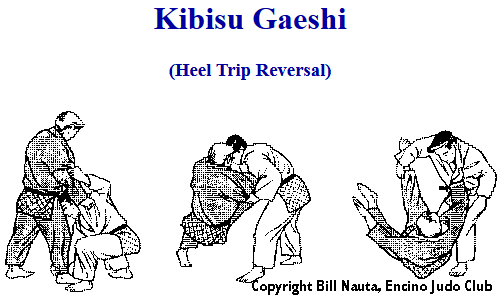 Kibisu Gaeshi
(Heel Trip Reversal)
Copyright Bill Nauta, Encino Judo Club